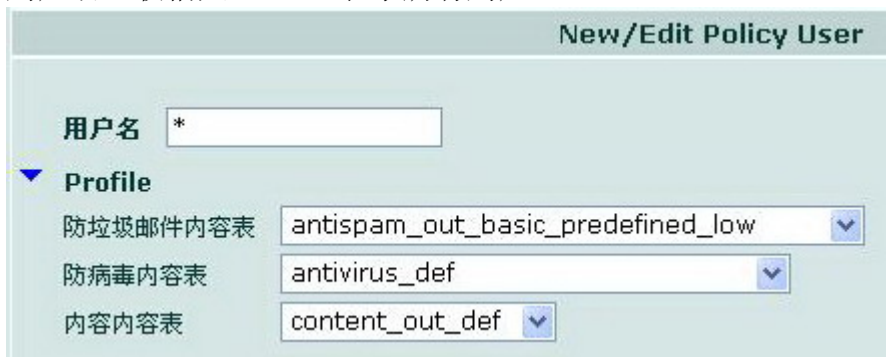 New/Edit Policy User
用户名 *
Profile
防垃圾邮件内容表 antispam_out_basic_predefined_low
防病毒内容表 antivirus_def
内容内容表 content_out_def